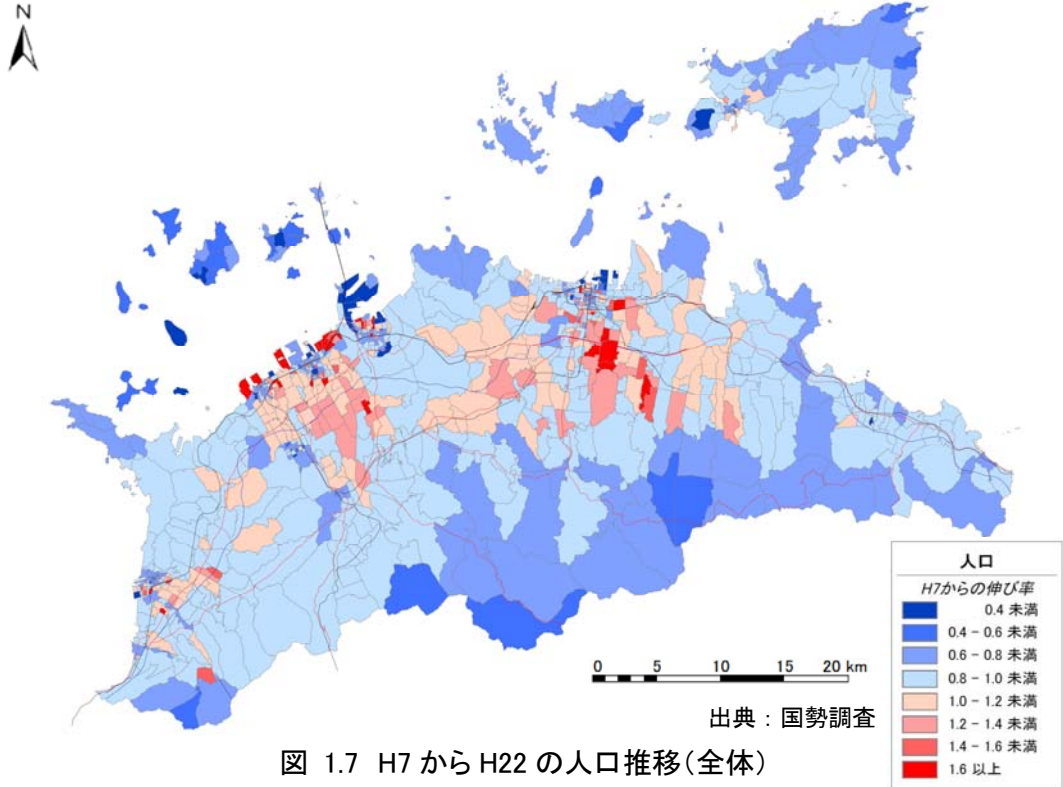 N
人口
H7からの伸び率
0.4 未満
0.4 - 0.6 未満
0.6 - 0.8 未満
0.8 - 1.0 未満
1.0 - 1.2 未満
1.2 - 1.4 未満
1.4 - 1.6 未満
1.6 以上
0 5 10 15 20 km
出典：国勢調査
図 1.7 H7 から H22 の人口推移（全体）